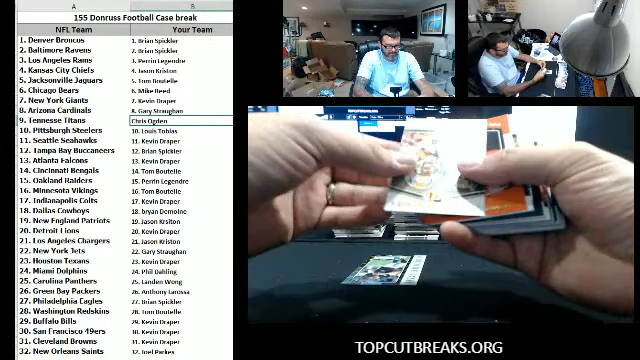 A B
155 Donruss Football Case break
NFL Team Your Team
1. Denver Broncos 1. Brian Spickler
2. Baltimore Ravens 2. Brian Spickler
3. Los Angeles Rams 3. Perrin Legendre
4. Kansas City Chiefs 4. Jason Kriston
5. Jacksonville Jaguars 5. Tom Boutelle
6. Chicago Bears 6. Mike Reed
7. New York Giants 7. Kevin Draper
8. Arizona Cardinals 8. Gary Straughan
9. Tennesse Titans Chris Ogden
10. Pittsburgh Steelers 10. Louis Tobias
11. Seattle Seahawks 11. Kevin Draper
12. Tampa Bay Buccaneers 12. Brian Spickler
13. Atlanta Falcons 13. Kevin Draper
14. Cincinnati Bengals 14. Tom Boutelle
15. Oakland Raiders 15. Perrin Legendre
16. Minnesota Vikings 16. Tom Boutelle
17. Indianapolis Colts 17. Kevin Draper
18. Dallas Cowboys 18. bryan Demoine
19. New England Patriots 19. Jason Kriston
20. Detroit Lions 20. Kevin Draper
21. Los Angeles Chargers 21. Jason Kriston
22. New York Jets 22. Gary Straughan
23. Houston Texans 23. Kevin Draper
24. Miami Dolphins 24. Phil Dahling
25. Carolina Panthers 25. Landen Wong
26. Green Bay Packers 26. Anthony Larossa
27. Philadelphia Eagles 27. Brian Spickler
28. Washington Redskins 28. Tom Boutelle
29. Buffalo Bills 29. Kevin Draper
30. San Francisco 49ers 30. Kevin Draper
31. Cleveland Browns 31. Kevin Draper
32. New Orleans Saints 32. Joel Parkes
TOPCUTBREAKS.ORG
TOPCUTBREAKS.ORG